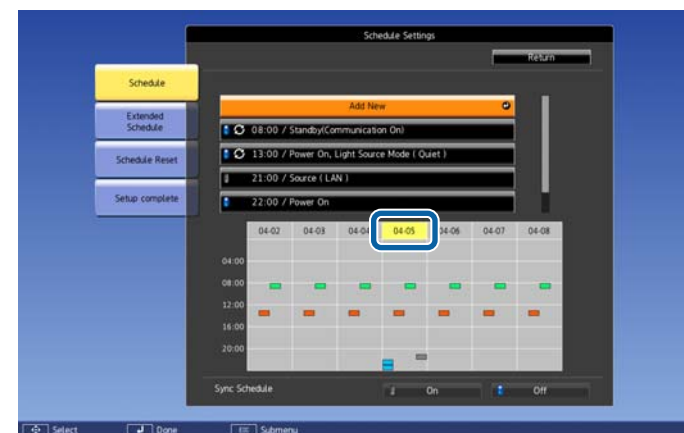 Schedule Settings
Return
Schedule
Extended
Schedule
Schedule Reset
Setup complete
Add New
08:00 / Standby(Communication On)
13:00 / Power On, Light Source Mode ( Quiet )
21:00 / Source ( LAN )
22:00 / Power On
04-02 04-03 04-04 04-05 04-06 04-07 04-08
04:00
08:00
12:00
16:00
20:00
Sync Schedule On Off
Select Done Submenu